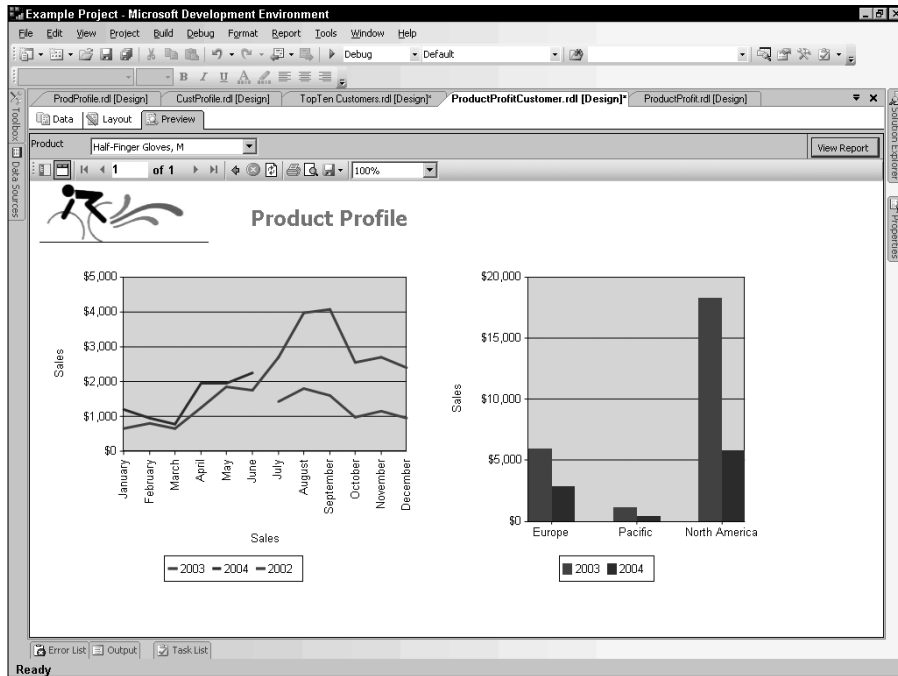 Example Project - Microsoft Development Environment
File Edit View Project Build Debug Format Report Tools Window Help
Debug Default
B I U A
ProdProfile.rdl [Design] CustProfile.rdl [Design] TopTen Customers.rdl [Design]* ProductProfitCustomer.rdl [Design]* ProductProfit.rdl [Design]
Toolbox
Data Sources
Solution Explorer
Properties
Data Layout Preview
Product Half-Finger Gloves, M View Report
1 of 1 100%
Product Profile
$5,000
$4,000
$3,000
$2,000
$1,000
$0
Sales
January
February
March
April
May
June
July
August
September
October
November
December
Sales
2003 2004 2002
$20,000
$15,000
$10,000
$5,000
$0
Sales
Europe Pacific North America
2003 2004
Error List Output Task List
Ready